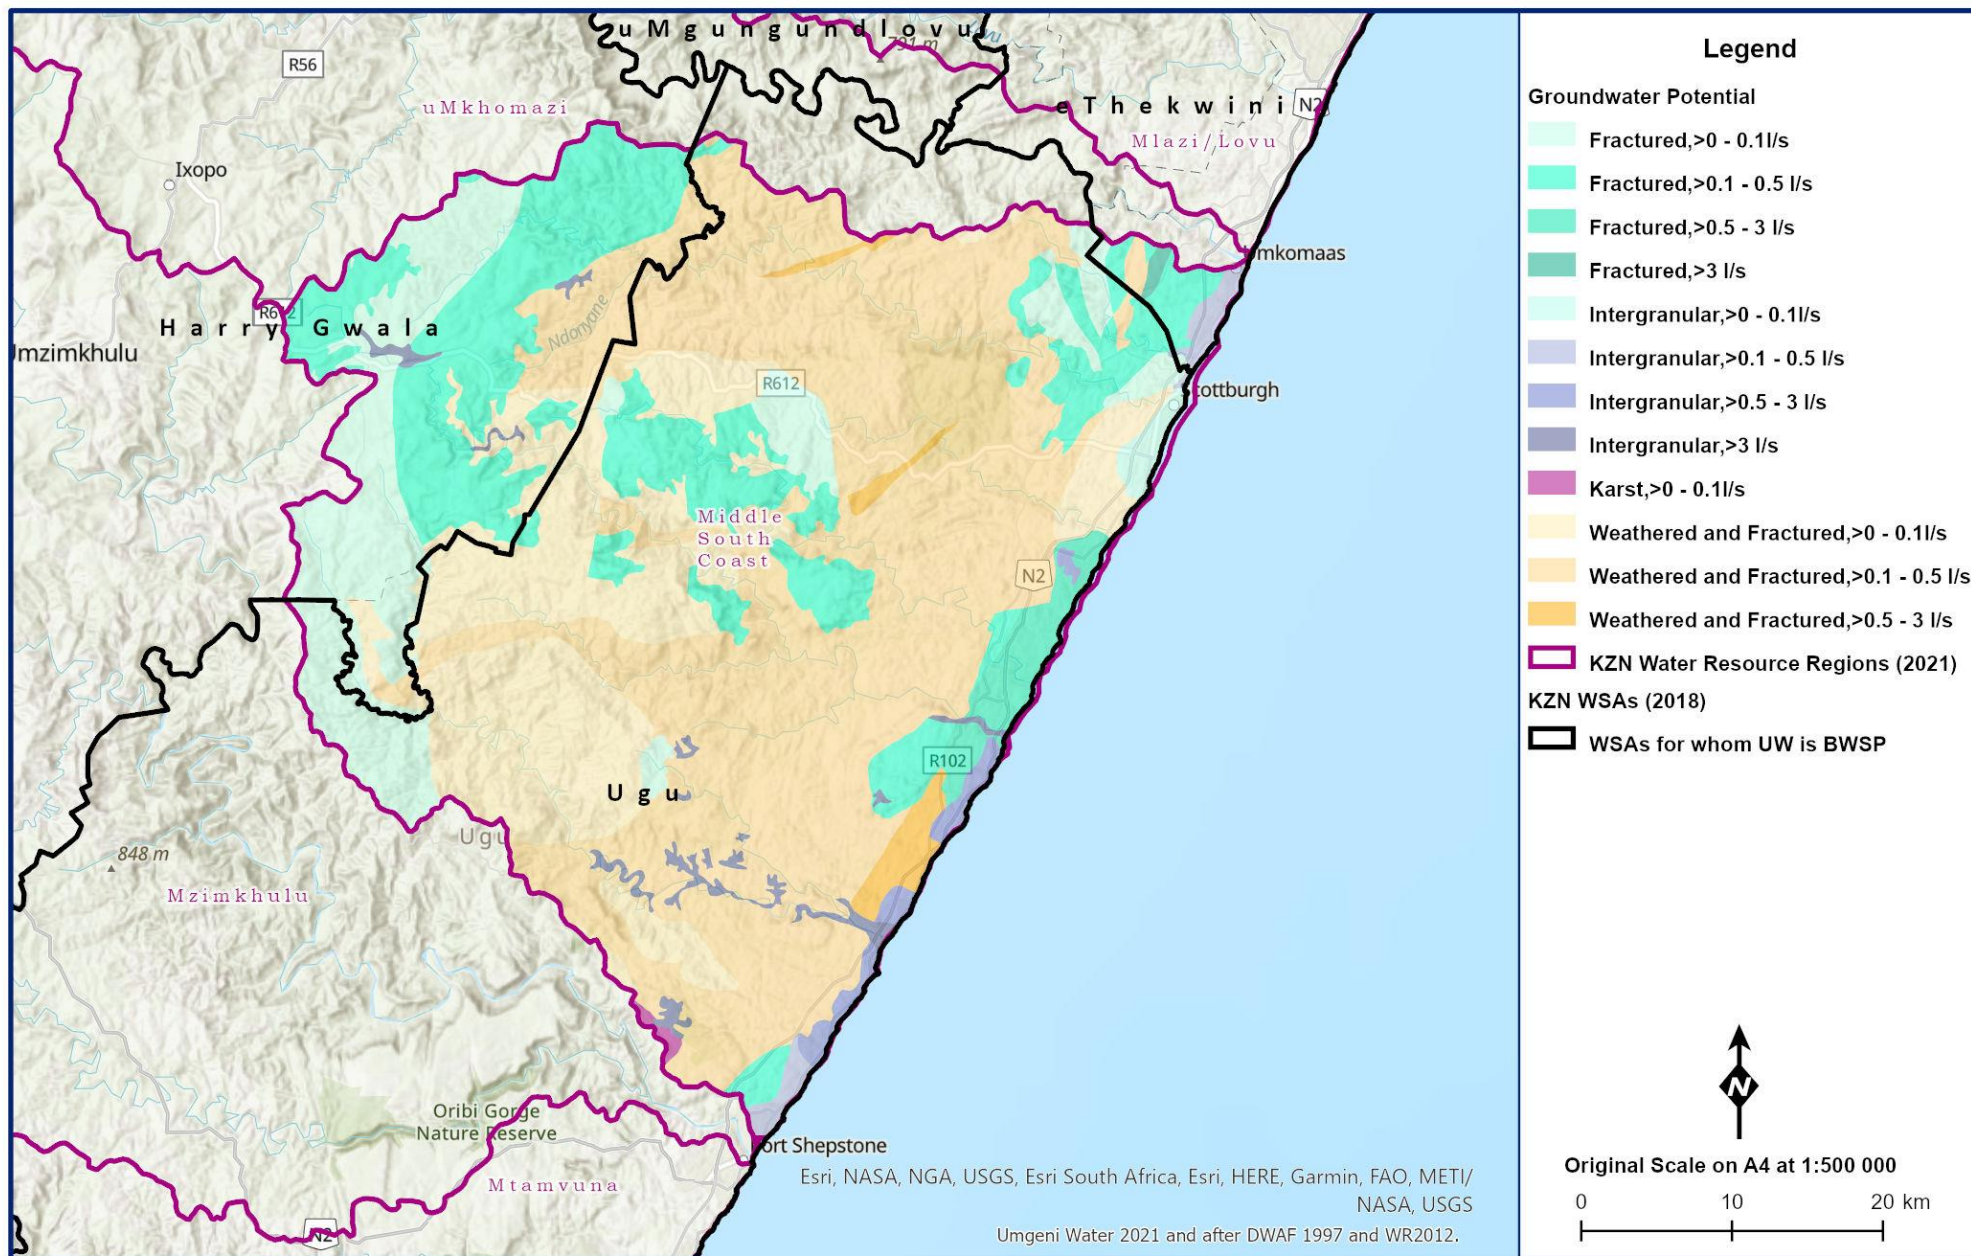 uMgungundlovu
791 m
R56
uMkhomazi
eThekwini
N2
Mlazi/Lovu
Ixopo
mkomaas
Harry Gwala
Umzimkhulu
Ndonyane
R612
cottburgh
Middle
South
Coast
N2
R102
Ugu
Ugu
848 m
Mzimkhulu
Oribi Gorge
Nature Reserve
ort Shepstone
Mtamvuna
N2
Esri, NASA, NGA, USGS, Esri South Africa, Esri, HERE, Garmin, FAO, METI/
NASA, USGS
Umgeni Water 2021 and after DWAF 1997 and WR2012.
Legend
Groundwater Potential
Fractured,>0 - 0.1l/s
Fractured,>0.1 - 0.5 l/s
Fractured,>0.5 - 3 l/s
Fractured,>3 l/s
Intergranular,>0 - 0.1l/s
Intergranular,>0.1 - 0.5 l/s
Intergranular,>0.5 - 3 l/s
Intergranular,>3 l/s
Karst,>0 - 0.1l/s
Weathered and Fractured,>0 - 0.1l/s
Weathered and Fractured,>0.1 - 0.5 l/s
Weathered and Fractured,>0.5 - 3 l/s
KZN Water Resource Regions (2021)
KZN WSAs (2018)
WSAs for whom UW is BWSP
N
Original Scale on A4 at 1:500 000
0 10 20 km